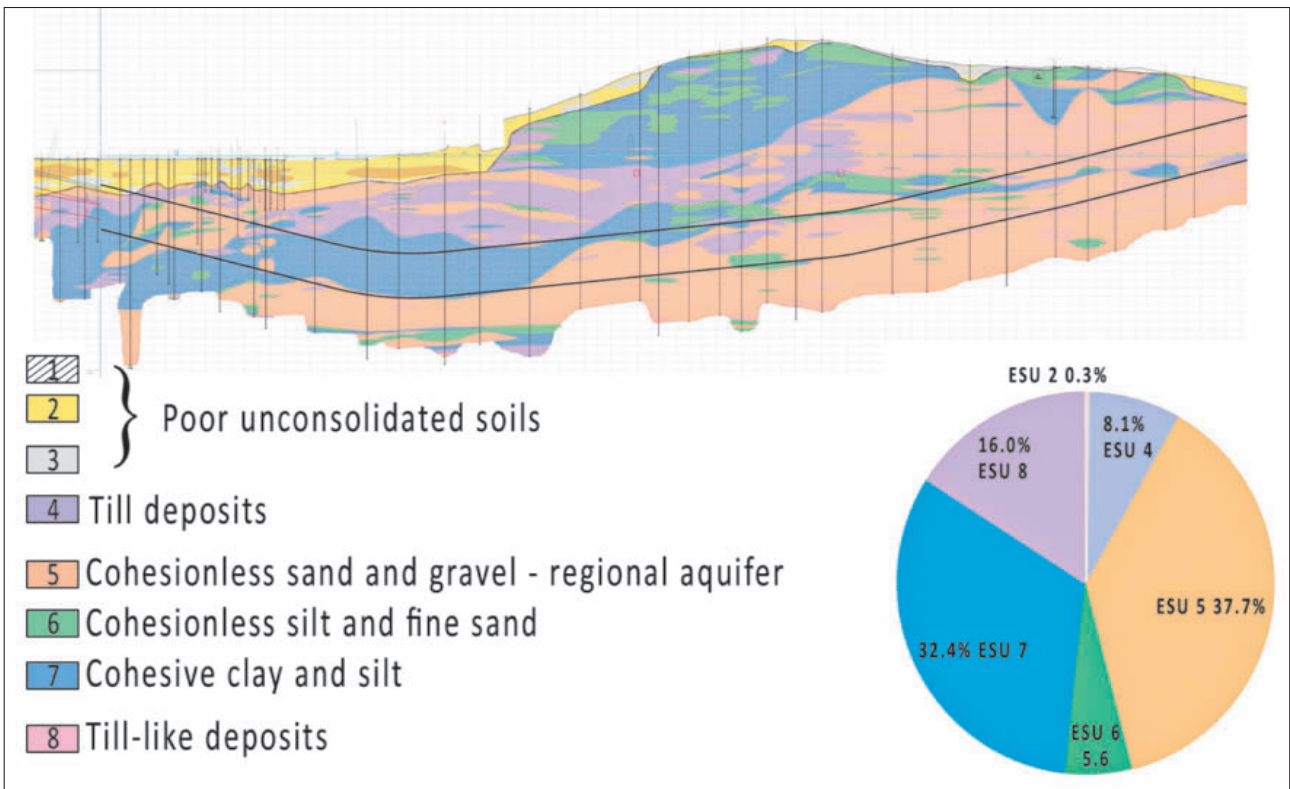 1
2
Poor unconsolidated soils
3
4 Till deposits
5 Cohesionless sand and gravel - regional aquifer
6 Cohesionless silt and fine sand
7 Cohesive clay and silt
8 Till-like deposits
ESU 2 0.3%
8.1%
ESU 4
16.0%
ESU 8
ESU 5 37.7%
32.4% ESU 7
ESU 6
5.6